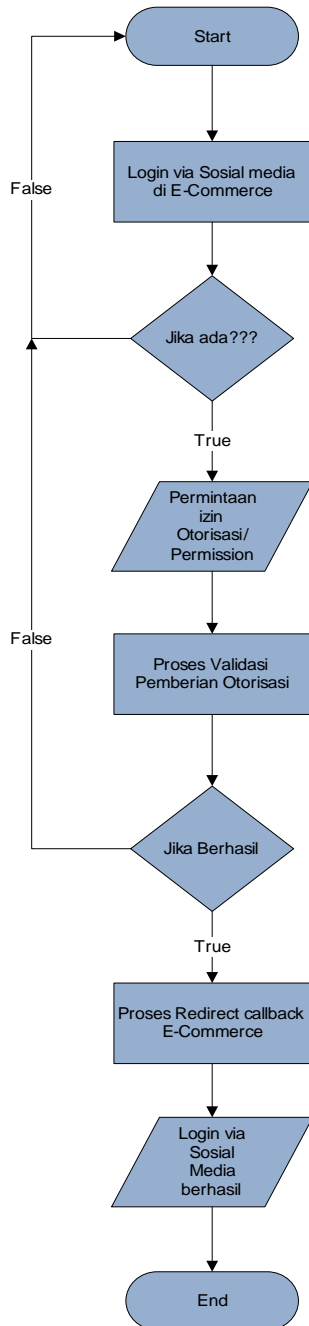 Start
Login via Sosial media
di E-Commerce
False
Jika ada???
True
Permintaan
izin
Otorisasi/
Permission
False
Proses Validasi
Pemberian Otorisasi
Jika Berhasil
True
Proses Redirect callback
E-Commerce
Login via
Sosial
Media
berhasil
End